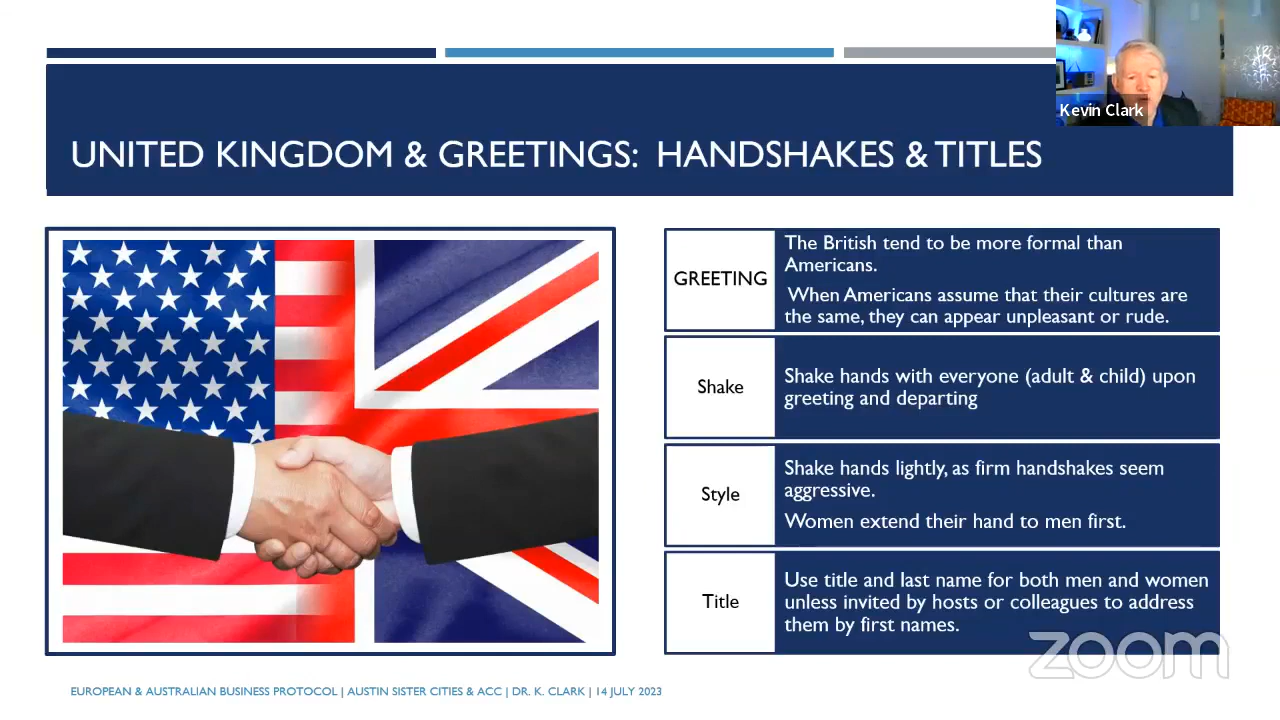 Kevin Clark
UNITED KINGDOM & GREETINGS: HANDSHAKES & TITLES
GREETING
The British tend to be more formal than
Americans.
When Americans assume that their cultures are
the same, they can appear unpleasant or rude.
Shake
Shake hands with everyone (adult & child) upon
greeting and departing
Style
Shake hands lightly, as firm handshakes seem
aggressive.
Women extend their hand to men first.
Title
Use title and last name for both men and women
unless invited by hosts or colleagues to address
them by first names.
zoom
EUROPEAN & AUSTRALIAN BUSINESS PROTOCOL | AUSTIN SISTER CITIES & ACC | DR. K. CLARK | 14 JULY 2023